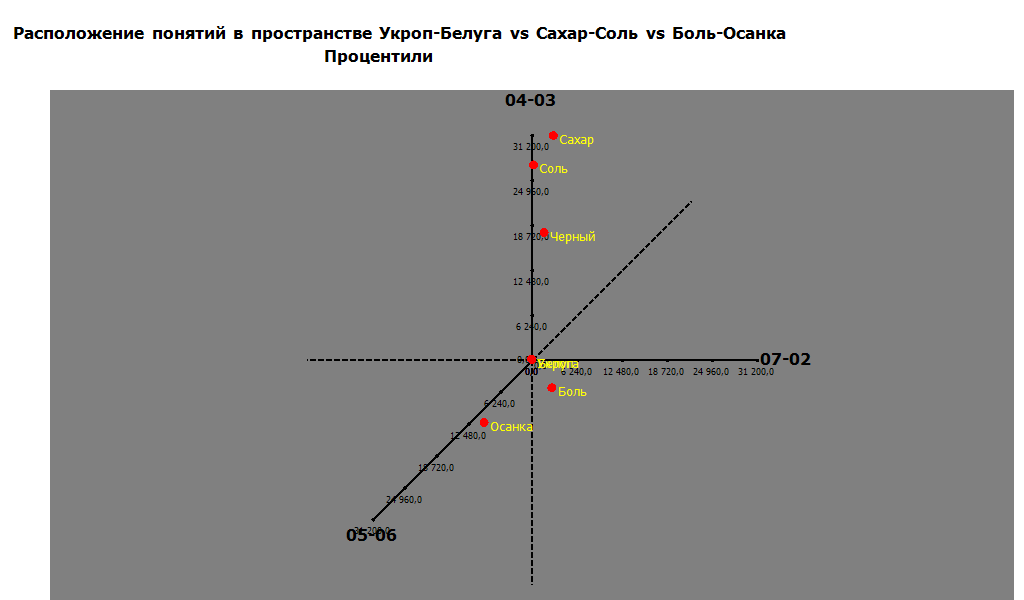 Расположение понятий в пространстве Укроп-Белуга vs Сахар-Соль vs Боль-Осанка
Процентили
04-03
Сахар
31 200,0
Соль
24 960,0
Черный
18 720,0
12 480,0
6 240,0
07-02
Белуга
6 240,0 12 480,0 18 720,0 24 960,0 31 200,0
Боль
6 240,0
Осанка
12 480,0
18 720,0
24 960,0
31 200,0
05-06